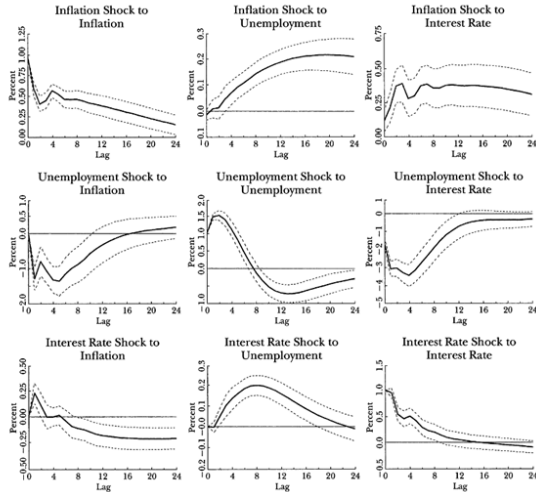 Inflation Shock to
Inflation
1.25
1.00
0.75
0.50
0.25
0.00
Percent
0 4 8 12 16 20 24
Lag
Inflation Shock to
Unemployment
0.3
0.2
0.1
0.0
-0.1
Percent
0 4 8 12 16 20 24
Lag
Inflation Shock to
Interest Rate
0.75
0.50
0.25
0.00
Percent
0 4 8 12 16 20 24
Lag
Unemployment Shock to
Inflation
1.0
0.5
0.0
-0.5
-1.0
-1.5
-2.0
Percent
0 4 8 12 16 20 24
Lag
Unemployment Shock to
Unemployment
1.5
1.0
0.5
0.0
-1.0
Percent
0 4 8 12 16 20 24
Lag
Unemployment Shock to
Interest Rate
0
-1
-2
-3
-4
-5
Percent
0 4 8 12 16 20 24
Lag
Interest Rate Shock to
Inflation
0.50
0.25
0.00
-0.25
-0.50
Percent
0 4 8 12 16 20 24
Lag
Interest Rate Shock to
Unemployment
0.3
0.2
0.1
-0.2
Percent
0 4 8 12 16 20 24
Lag
Interest Rate Shock to
Interest Rate
1.5
1.0
0.5
0.0
Percent
0 4 8 12 16 20 24
Lag